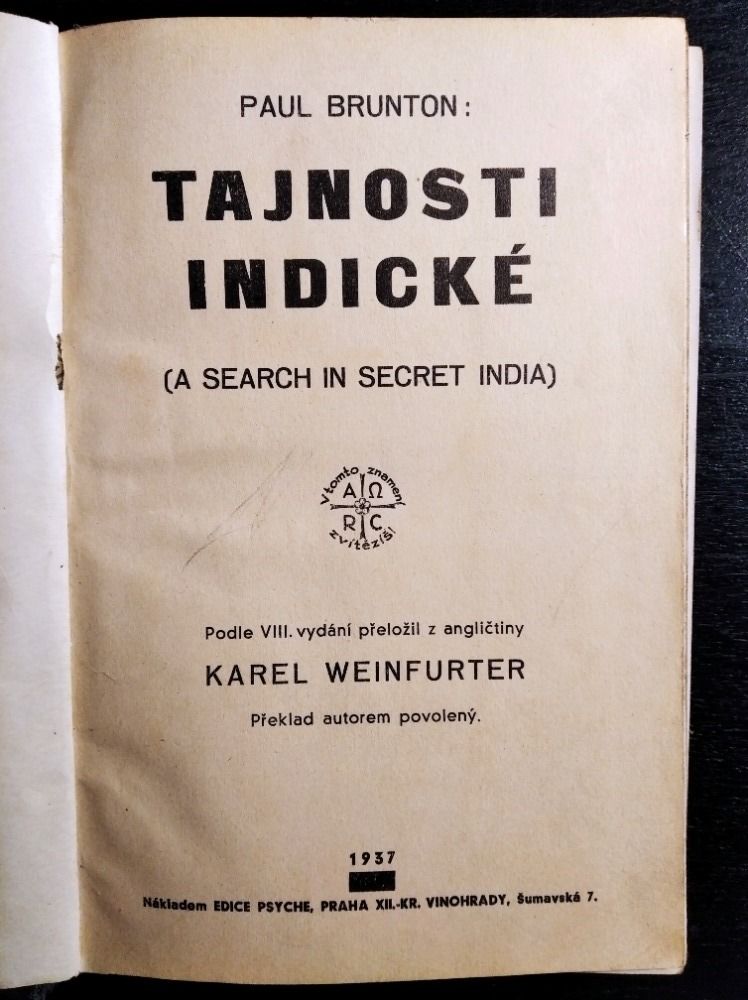 PAUL BRUNTON:
TAJNOSTI
INDICKÉ
(A SEARCH IN SECRET INDIA)
V tomto znamení
A Ω
R C
zvítězíš!
Podle VIII. vydání přeložil z angličtiny
KAREL WEINFURTER
Překlad autorem povolený.
1937
Nákladem EDICE PSYCHE, PRAHA XII.-KR. VINOHRADY, Šumavská 7.